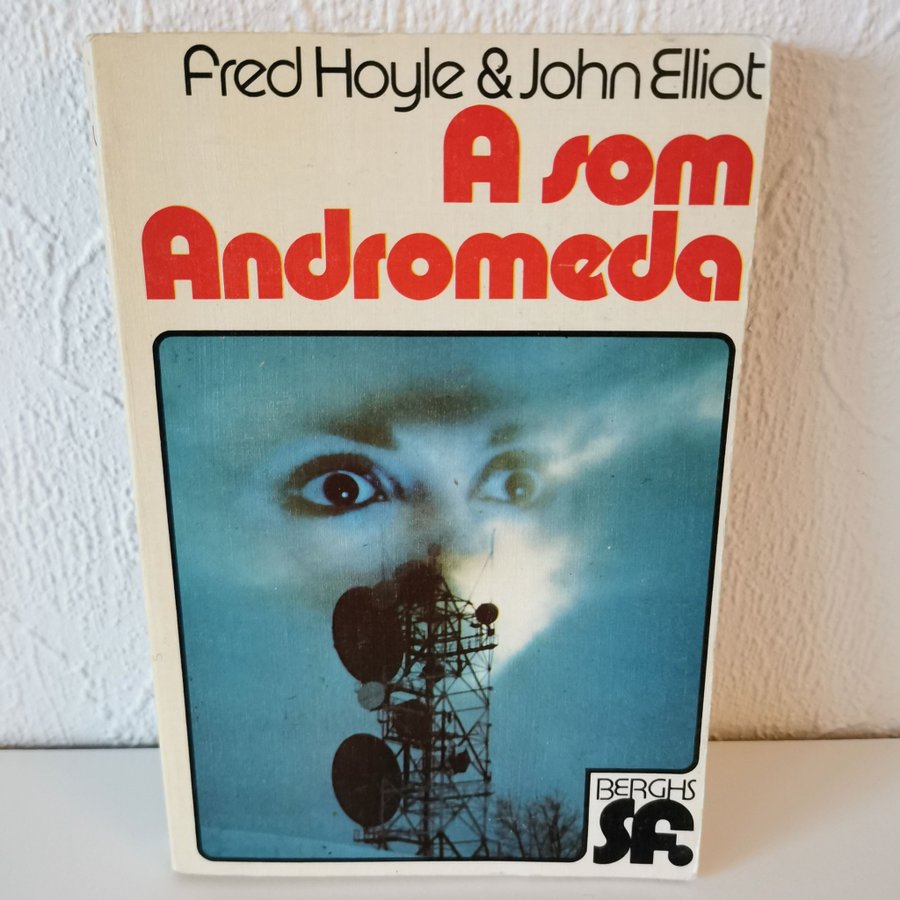 Fred Hoyle & John Elliot
A som
Andromeda
BERGHS
SF.